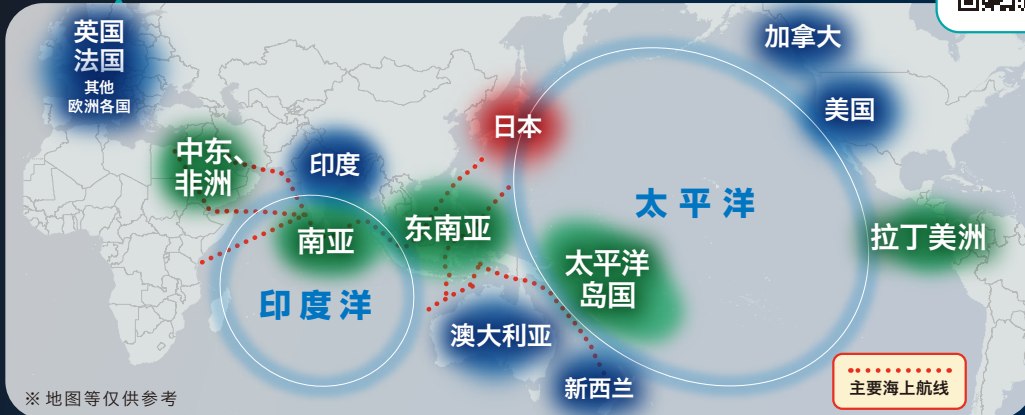 英国
法国
其他
欧洲各国
加拿大
美国
日本
中东、
非洲
印度
南亚
东南亚
太平洋
太平洋
岛国
拉丁美洲
印度洋
澳大利亚
新西兰
主要海上航线
※ 地图等仅供参考